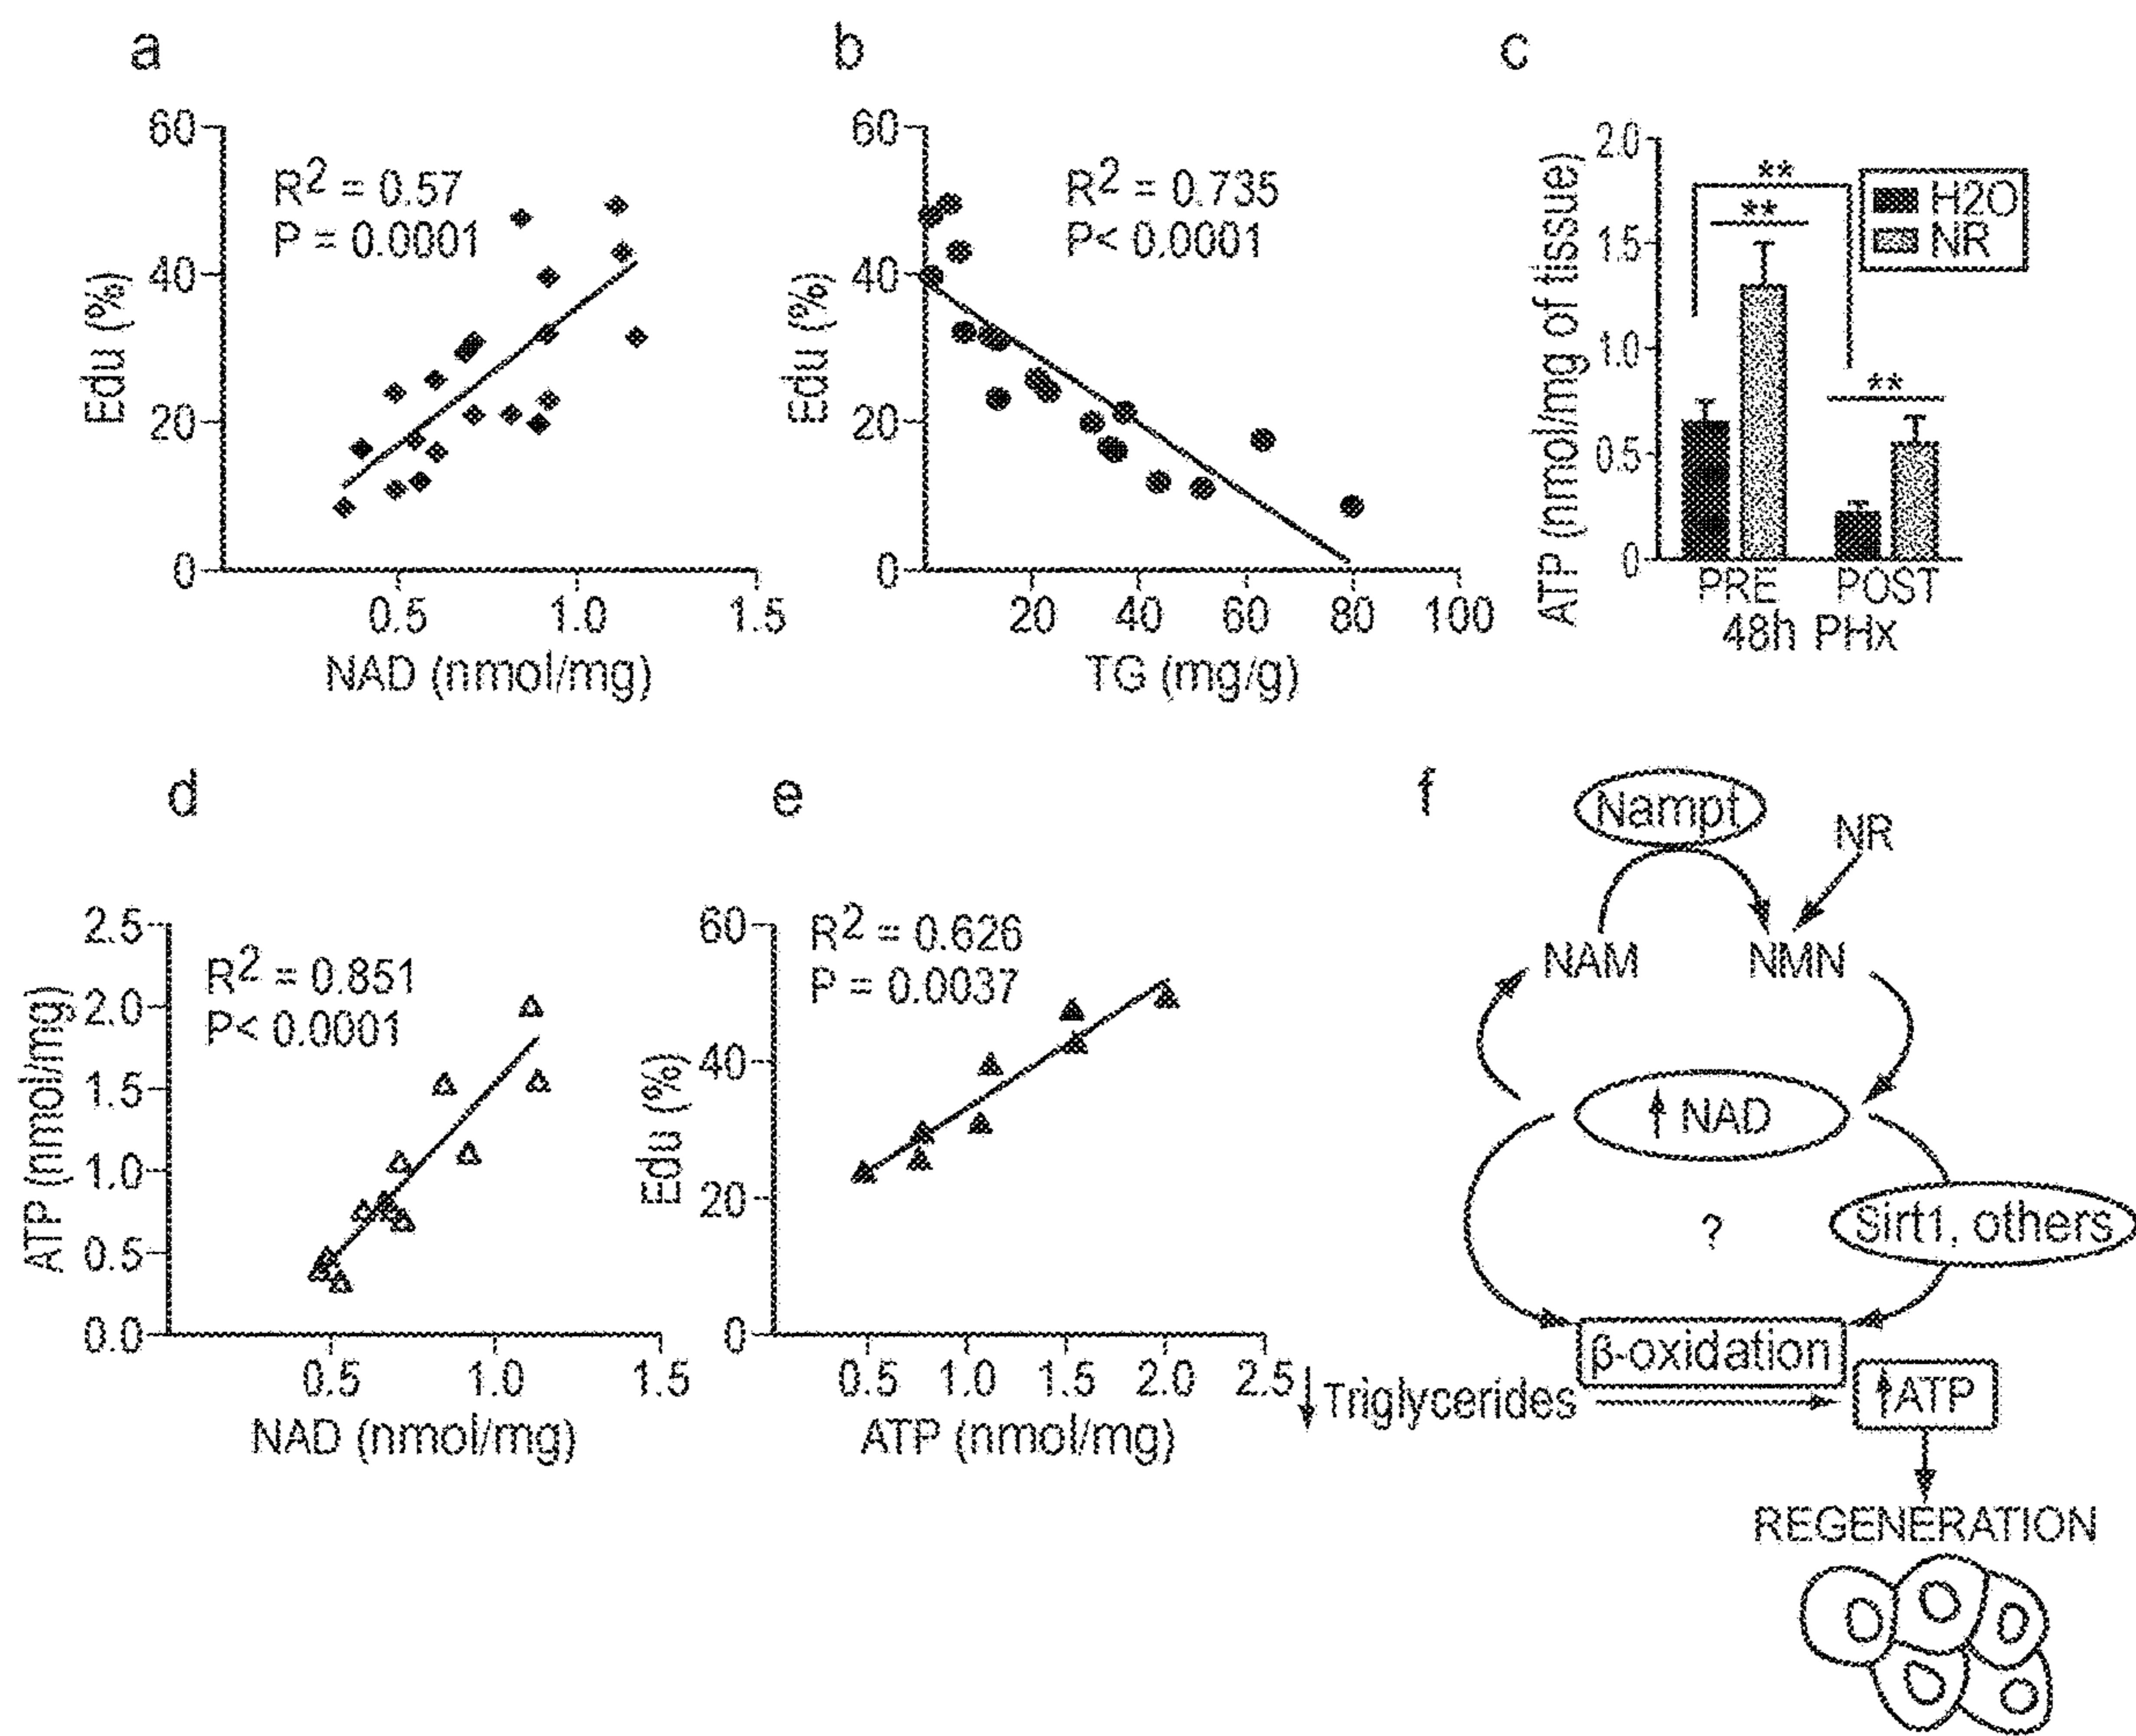 a
60
40
20
0
Edu (%)
R² = 0.57
P = 0.0001
0.5 1.0 1.5
NAD (nmol/mg)
b
60
40
20
0
Edu (%)
R² = 0.735
P< 0.0001
20 40 60 80 100
TG (mg/g)
c
2.0
1.5
1.0
0.5
0
ATP (nmol/mg of tissue)
**
**
**
H2O
NR
PRE POST
48h PHx
d
2.5
2.0
1.5
1.0
0.5
0.0
ATP (nmol/mg)
R² = 0.851
P< 0.0001
0.5 1.0 1.5
NAD (nmol/mg)
e
60
40
20
0
Edu (%)
R² = 0.626
P = 0.0037
0.5 1.0 1.5 2.0 2.5
ATP (nmol/mg)
f
Nampt
NR
NAM NMN
↑ NAD
?
Sirt1, others
β-oxidation
↓ Triglycerides
↑ATP
REGENERATION